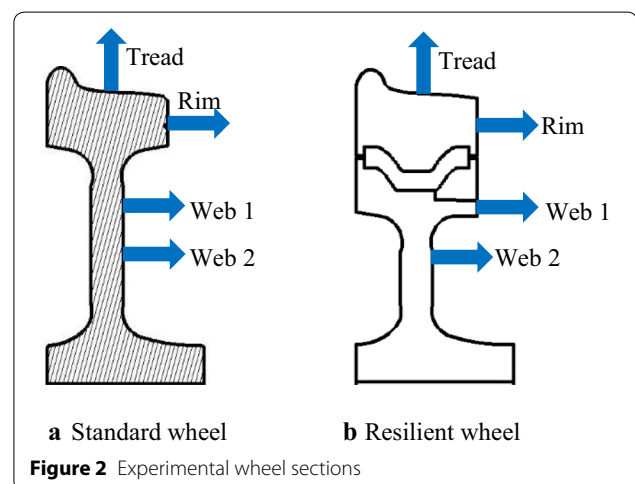 Tread
Rim
Web 1
Web 2
a Standard wheel
Tread
Rim
Web 1
Web 2
b Resilient wheel
Figure 2 Experimental wheel sections